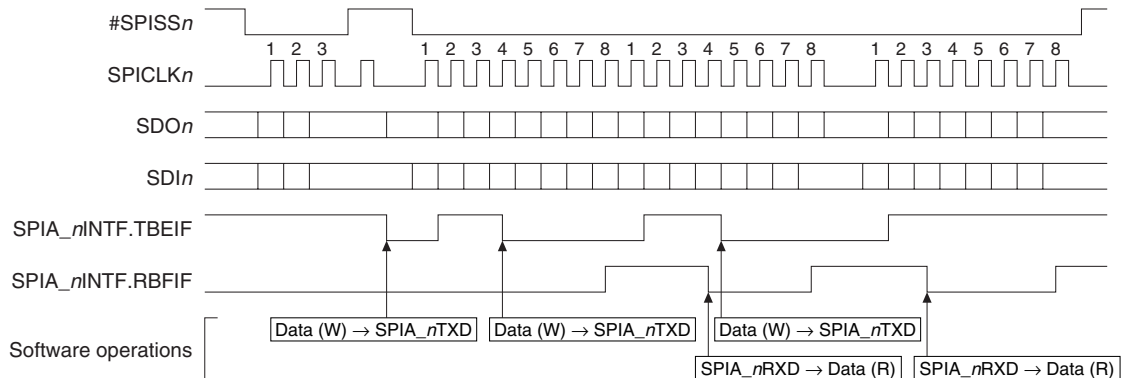 #SPISSn
1 2 3 1 2 3 4 5 6 7 8 1 2 3 4 5 6 7 8 1 2 3 4 5 6 7 8
SPICLKn
SDOn
SDIn
SPIA_nINTF.TBEIF
SPIA_nINTF.RBFIF
Data (W) → SPIA_nTXD Data (W) → SPIA_nTXD Data (W) → SPIA_nTXD
Software operations
SPIA_nRXD → Data (R) SPIA_nRXD → Data (R)